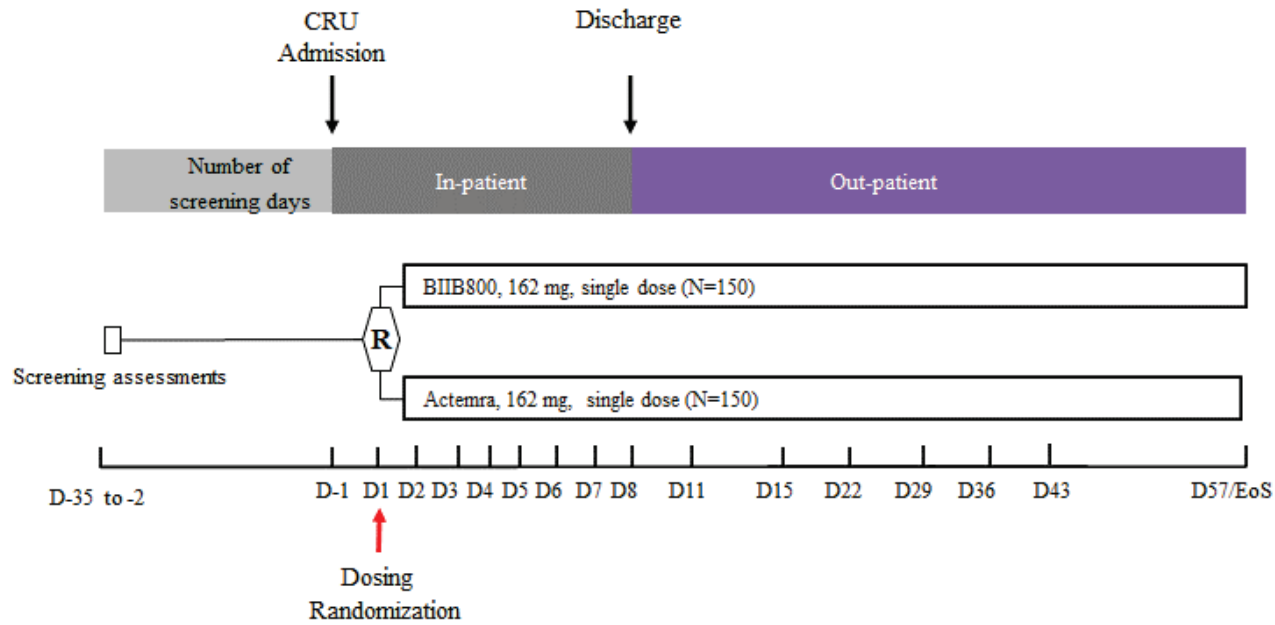 CRU
Admission
Discharge
Number of
screening days
In-patient
Out-patient
BIIB800, 162 mg, single dose (N=150)
R
Screening assessments
Actemra, 162 mg, single dose (N=150)
D-35 to -2
D-1
D1
D2
D3
D4
D5
D6
D7
D8
D11
D15
D22
D29
D36
D43
D57/EoS
Dosing
Randomization